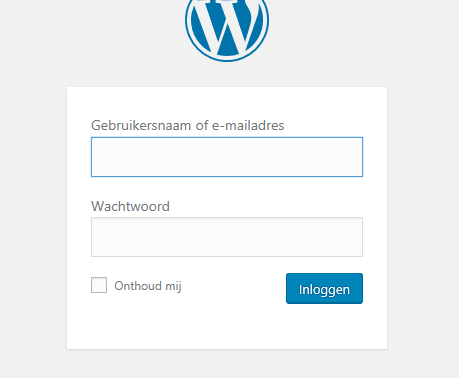 Gebruikersnaam of e-mailadres
Wachtwoord
Onthoud mij
Inloggen